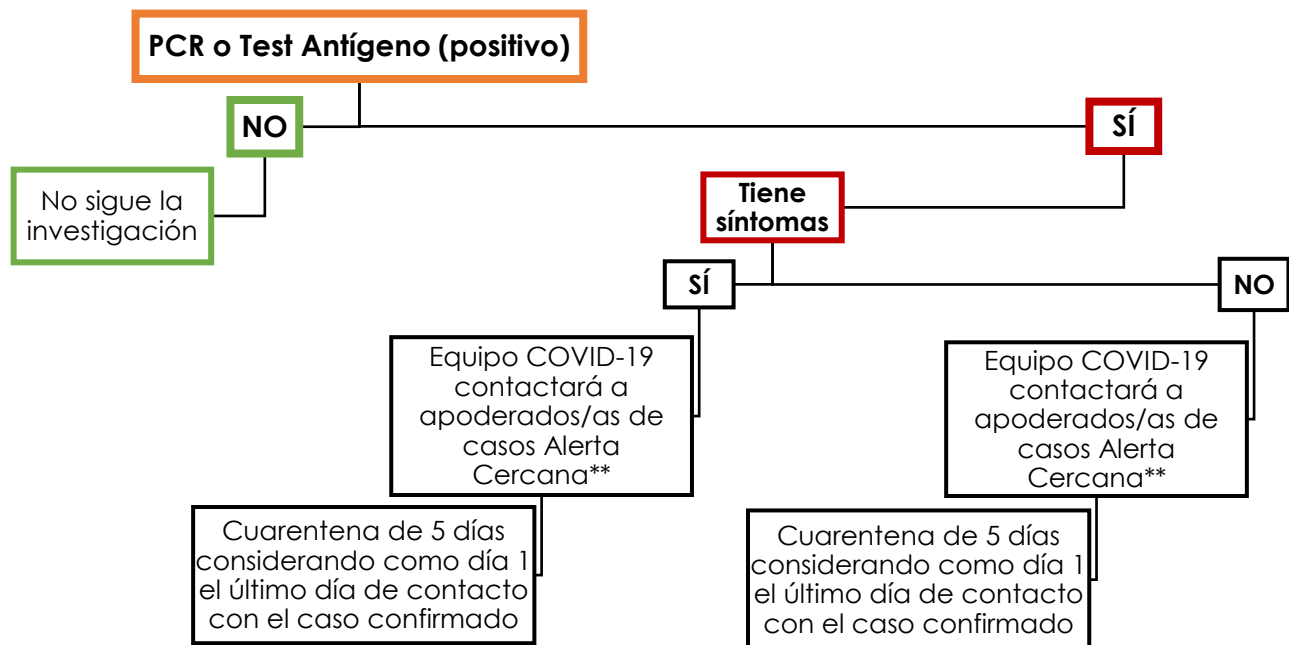 PCR o Test Antígeno (positivo)
NO
SÍ
No sigue la
investigación
Tiene
síntomas
SÍ
NO
Equipo COVID-19
contactará a
apoderados/as de
casos Alerta
Cercana**
Equipo COVID-19
contactará a
apoderados/as de
casos Alerta
Cercana**
Cuarentena de 5 días
considerando como día 1
el último día de contacto
con el caso confirmado
Cuarentena de 5 días
considerando como día 1
el último día de contacto
con el caso confirmado